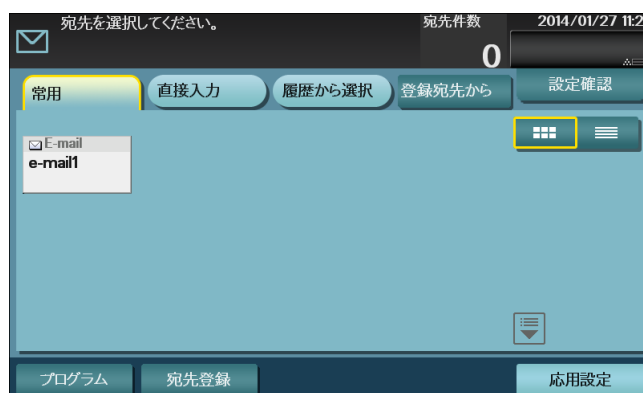 宛先を選択してください。
宛先件数
2014/01/27 11:2
0
常用
直接入力
履歴から選択
登録宛先から
設定確認
E-mail
e-mail1
プログラム
宛先登録
応用設定